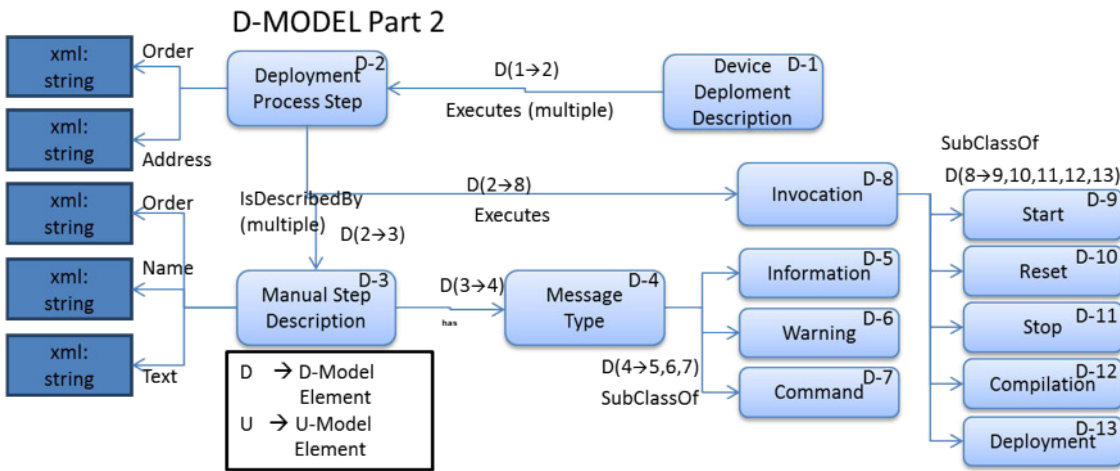 D-MODEL Part 2
xml:
string
Order
xml:
string
Address
D-2
Deployment
Process Step
D(1→2)
Executes (multiple)
D-1
Device
Deploment
Description
xml:
string
Order
xml:
string
Name
xml:
string
Text
IsDescribedBy
(multiple)
D(2→3)
D(2→8)
Executes
D-8
Invocation
SubClassOf
D(8→9,10,11,12,13)
D-9
Start
D-10
Reset
D-11
Stop
D-12
Compilation
D-13
Deployment
D-3
Manual Step
Description
D(3→4)
has
D-4
Message
Type
D-5
Information
D-6
Warning
D-7
Command
D(4→5,6,7)
SubClassOf
D → D-Model
Element
U → U-Model
Element